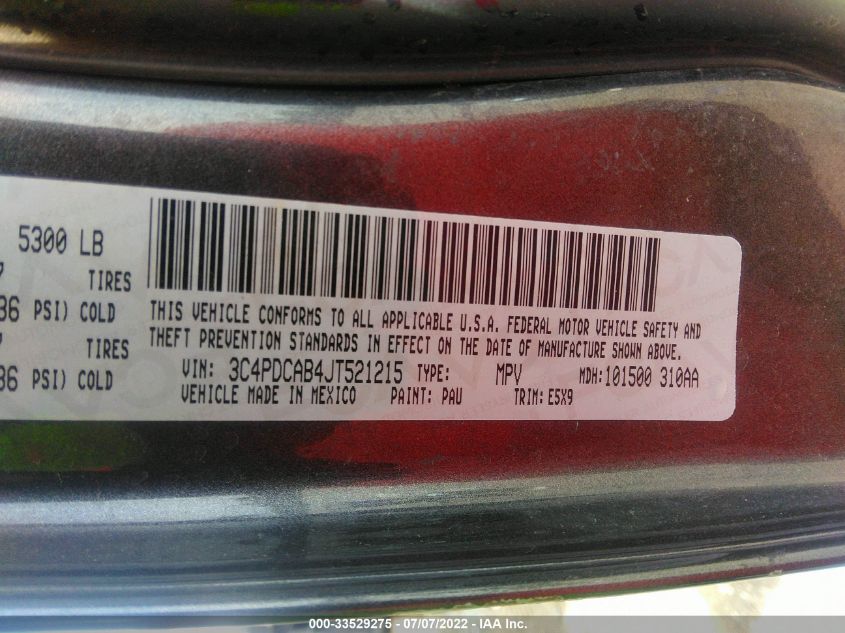 5300 LB
TIRES
PSI) COLD
TIRES
PSI) COLD
THIS VEHICLE CONFORMS TO ALL APPLICABLE U.S.A. FEDERAL MOTOR VEHICLE SAFETY AND
THEFT PREVENTION STANDARDS IN EFFECT ON THE DATE OF MANUFACTURE SHOWN ABOVE.
VIN: 3C4PDCAB4JT521215 TYPE: MPV MDH:101500 310AA
VEHICLE MADE IN MEXICO PAINT: PAU TRIM: E5X9
000-33529275 - 07/07/2022 - IAA Inc.